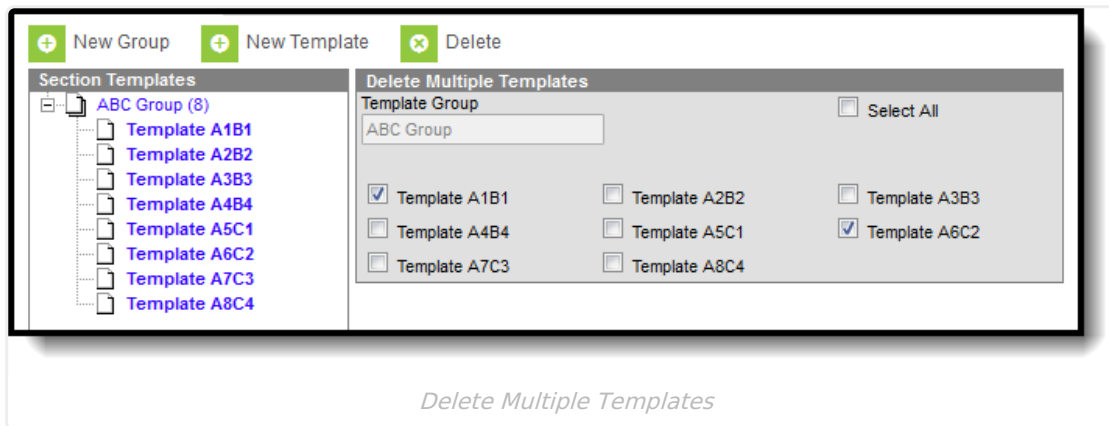 New Group New Template Delete
Section Templates
ABC Group (8)
Template A1B1
Template A2B2
Template A3B3
Template A4B4
Template A5C1
Template A6C2
Template A7C3
Template A8C4
Delete Multiple Templates
Template Group
Select All
ABC Group
Template A1B1 Template A2B2 Template A3B3
Template A4B4 Template A5C1 Template A6C2
Template A7C3 Template A8C4
Delete Multiple Templates